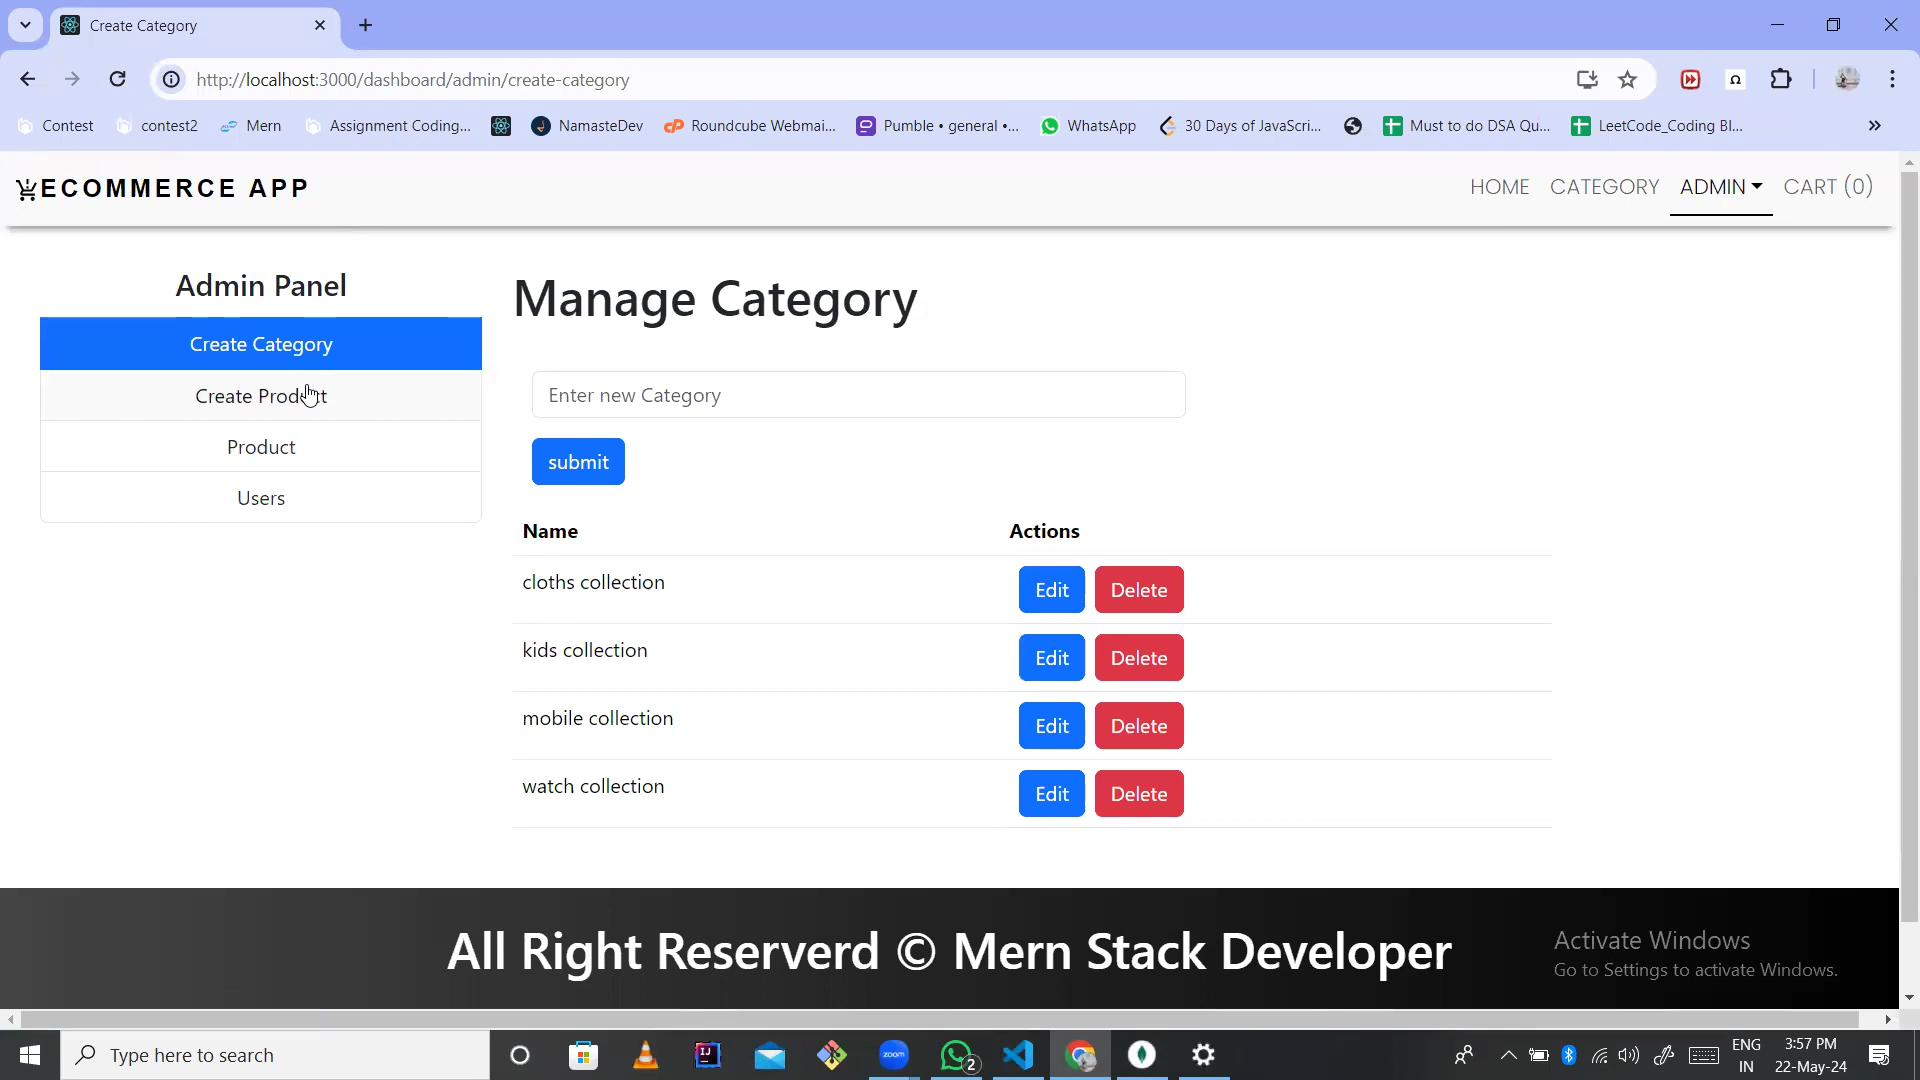 Create Category
http://localhost:3000/dashboard/admin/create-category
Contest contest2 Mern Assignment Coding... NamasteDev Roundcube Webmai... Pumble • general •... WhatsApp 30 Days of JavaScri... Must to do DSA Qu... LeetCode_Coding Bl...
ECOMMERCE APP
HOME CATEGORY ADMIN CART (0)
Admin Panel
Create Category
Create Product
Product
Users
Manage Category
Enter new Category
submit
Name Actions
cloths collection Edit Delete
kids collection Edit Delete
mobile collection Edit Delete
watch collection Edit Delete
All Right Reserverd © Mern Stack Developer
Activate Windows
Go to Settings to activate Windows.
Type here to search
zoom
2
ENG
IN
3:57 PM
22-May-24